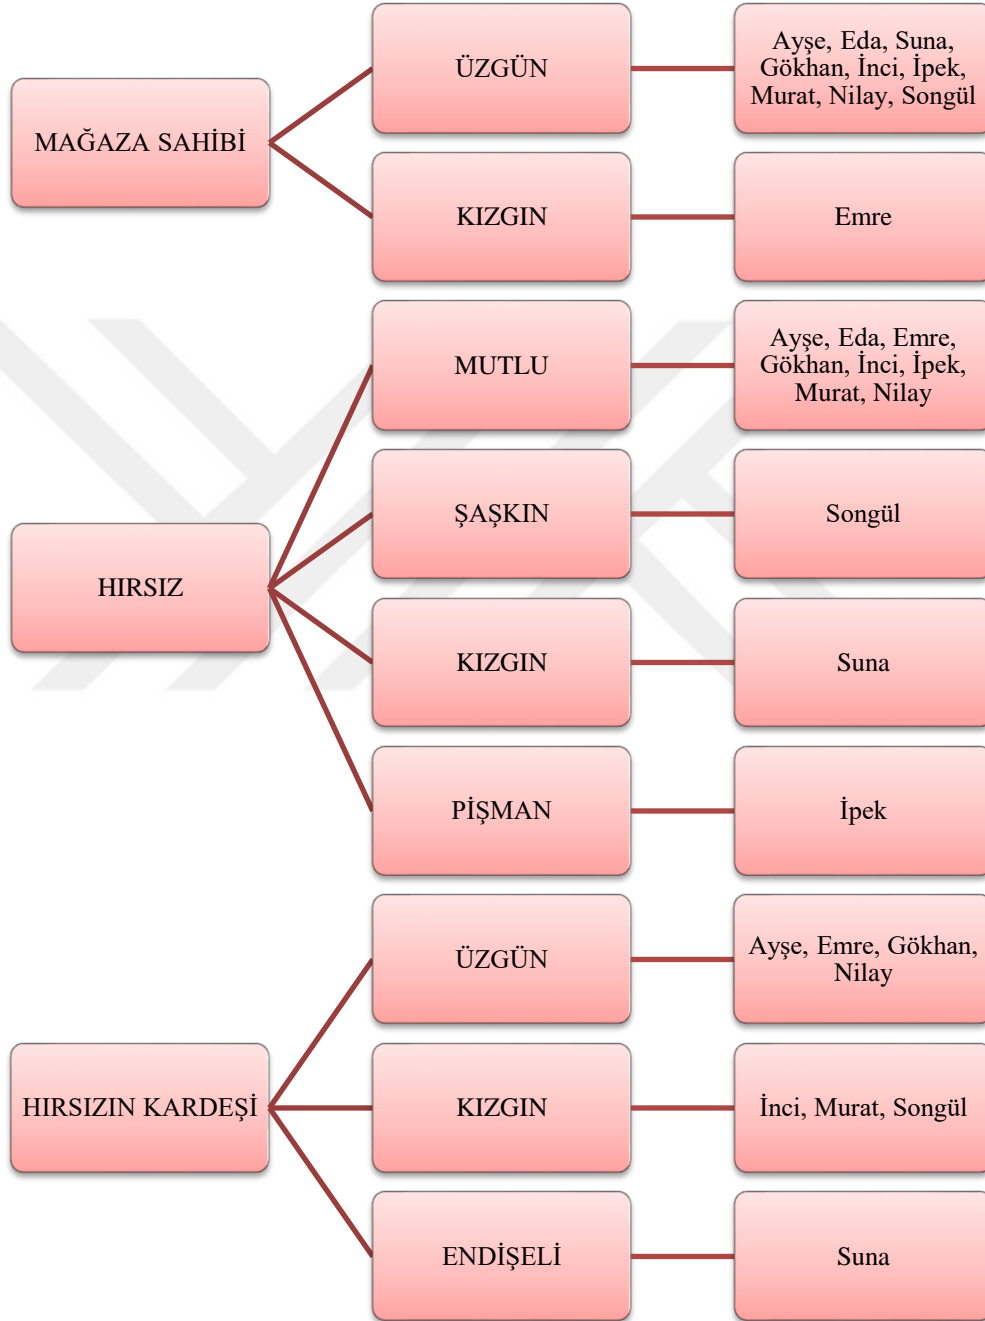 MAĞAZA SAHİBİ
ÜZGÜN
Ayşe, Eda, Suna,
Gökhan, İnci, İpek,
Murat, Nilay, Songül
KIZGIN
Emre
HIRSIZ
MUTLU
Ayşe, Eda, Emre,
Gökhan, İnci, İpek,
Murat, Nilay
ŞAŞKIN
Songül
KIZGIN
Suna
PİŞMAN
İpek
HIRSIZIN KARDEŞİ
ÜZGÜN
Ayşe, Emre, Gökhan,
Nilay
KIZGIN
İnci, Murat, Songül
ENDİŞELİ
Suna